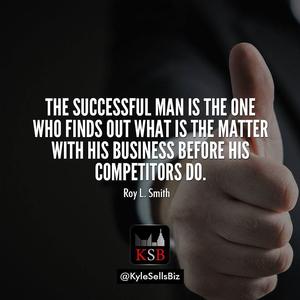 THE SUCCESSFUL MAN IS THE ONE
WHO FINDS OUT WHAT IS THE MATTER
WITH HIS BUSINESS BEFORE HIS
COMPETITORS DO.
Roy L. Smith
KSB
@KyleSellsBiz